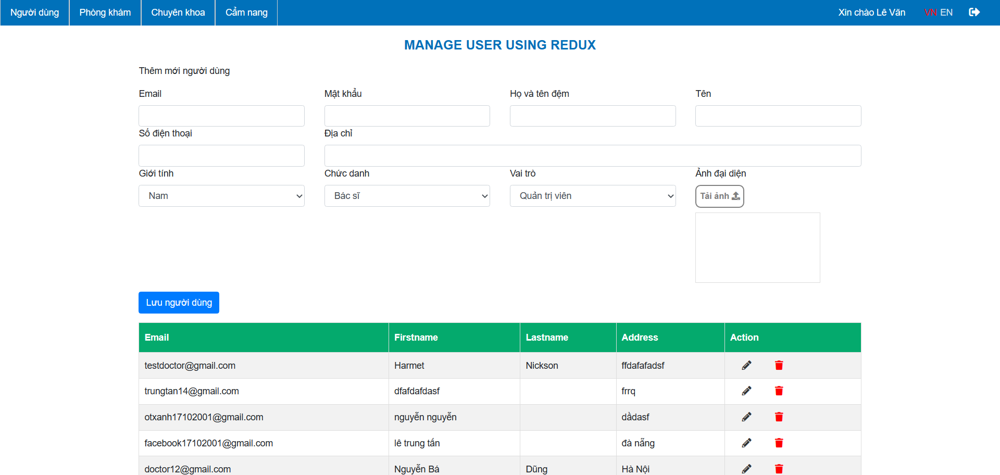 Người dùng Phòng khám Chuyên khoa Cẩm nang Xin chào Lê Văn VN EN
MANAGE USER USING REDUX
Thêm mới người dùng
Email Mật khẩu Họ và tên đệm Tên
Số điện thoại Địa chỉ
Giới tính Chức danh Vai trò Ảnh đại diện
Nam Bác sĩ Quản trị viên Tải ảnh
Lưu người dùng
Email Firstname Lastname Address Action
testdoctor@gmail.com Harmet Nickson ffdafafadsf
trungtan14@gmail.com dfafdafdasf frrq
otxanh17102001@gmail.com nguyễn nguyễn dầdasf
facebook17102001@gmail.com lê trung tấn đà nẵng
doctor12@gmail.com Nguyễn Bá Dũng Hà Nội